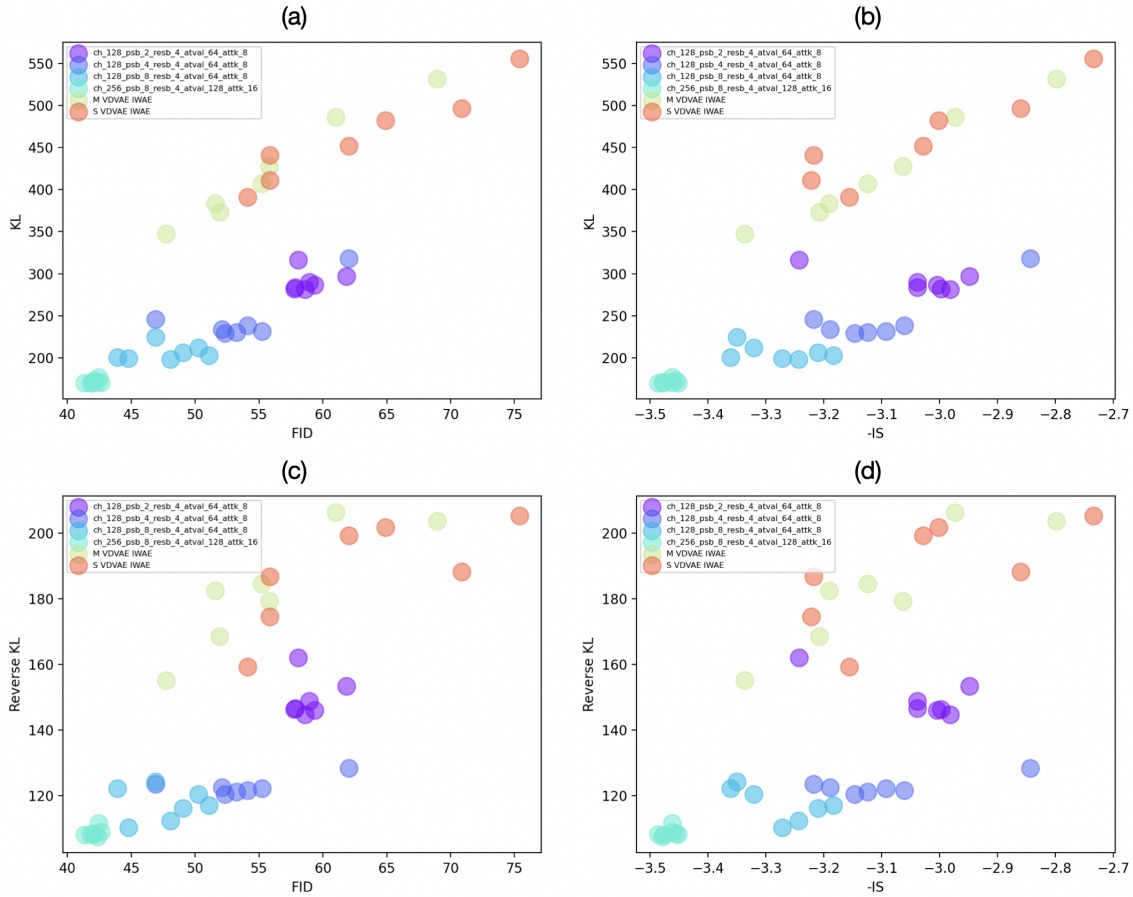 (a)
ch_128_psb_2_resb_4_atval_64_attk_8
ch_128_psb_4_resb_4_atval_64_attk_8
ch_128_psb_8_resb_4_atval_64_attk_8
ch_256_psb_8_resb_4_atval_128_attk_16
M VDVAE IWAE
S VDVAE IWAE
550
500
450
400
350
300
250
200
KL
40 45 50 55 60 65 70 75
FID
(b)
ch_128_psb_2_resb_4_atval_64_attk_8
ch_128_psb_4_resb_4_atval_64_attk_8
ch_128_psb_8_resb_4_atval_64_attk_8
ch_256_psb_8_resb_4_atval_128_attk_16
M VDVAE IWAE
S VDVAE IWAE
550
500
450
400
350
300
250
200
KL
−3.5 −3.4 −3.3 −3.2 −3.1 −3.0 −2.9 −2.8 −2.7
-IS
(c)
ch_128_psb_2_resb_4_atval_64_attk_8
ch_128_psb_4_resb_4_atval_64_attk_8
ch_128_psb_8_resb_4_atval_64_attk_8
ch_256_psb_8_resb_4_atval_128_attk_16
M VDVAE IWAE
S VDVAE IWAE
200
180
160
140
120
Reverse KL
40 45 50 55 60 65 70 75
FID
(d)
ch_128_psb_2_resb_4_atval_64_attk_8
ch_128_psb_4_resb_4_atval_64_attk_8
ch_128_psb_8_resb_4_atval_64_attk_8
ch_256_psb_8_resb_4_atval_128_attk_16
M VDVAE IWAE
S VDVAE IWAE
200
180
160
140
120
Reverse KL
−3.5 −3.4 −3.3 −3.2 −3.1 −3.0 −2.9 −2.8 −2.7
-IS